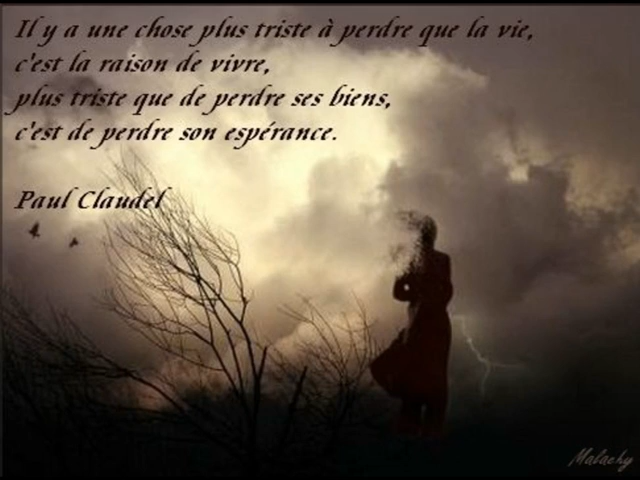 Il y a une chose plus triste à perdre que la vie,
c'est la raison de vivre,
plus triste que de perdre ses biens,
c'est de perdre son espérance.
Paul Claudel
Malachy